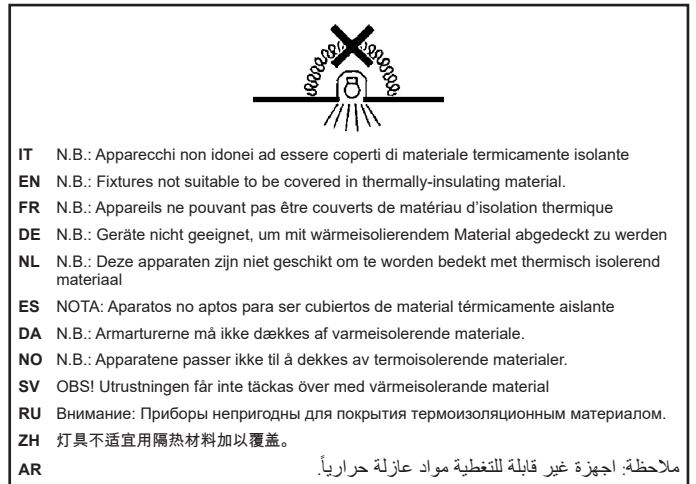 IT N.B.: Apparecchi non idonei ad essere coperti di materiale termicamente isolante
EN N.B.: Fixtures not suitable to be covered in thermally-insulating material.
FR N.B.: Appareils ne pouvant pas être couverts de matériau d'isolation thermique
DE N.B.: Geräte nicht geeignet, um mit wärmeisolierendem Material abgedeckt zu werden
NL N.B.: Deze apparaten zijn niet geschikt om te worden bedekt met thermisch isolerend
materiaal
ES NOTA: Aparatos no aptos para ser cubiertos de material térmicamente aislante
DA N.B.: Armarturerne må ikke dækkes af varmeisolerende materiale.
NO N.B.: Apparatene passer ikke til å dekkes av termoisolerende materialer.
SV OBS! Utrustningen får inte täckas över med värmeisolerande material
RU Внимание: Приборы непригодны для покрытия термоизоляционным материалом.
ZH 灯具不适宜用隔热材料加以覆盖。
AR ملاحظة: اجهزة غير قابلة للتغطية مواد عازلة حرارياً.